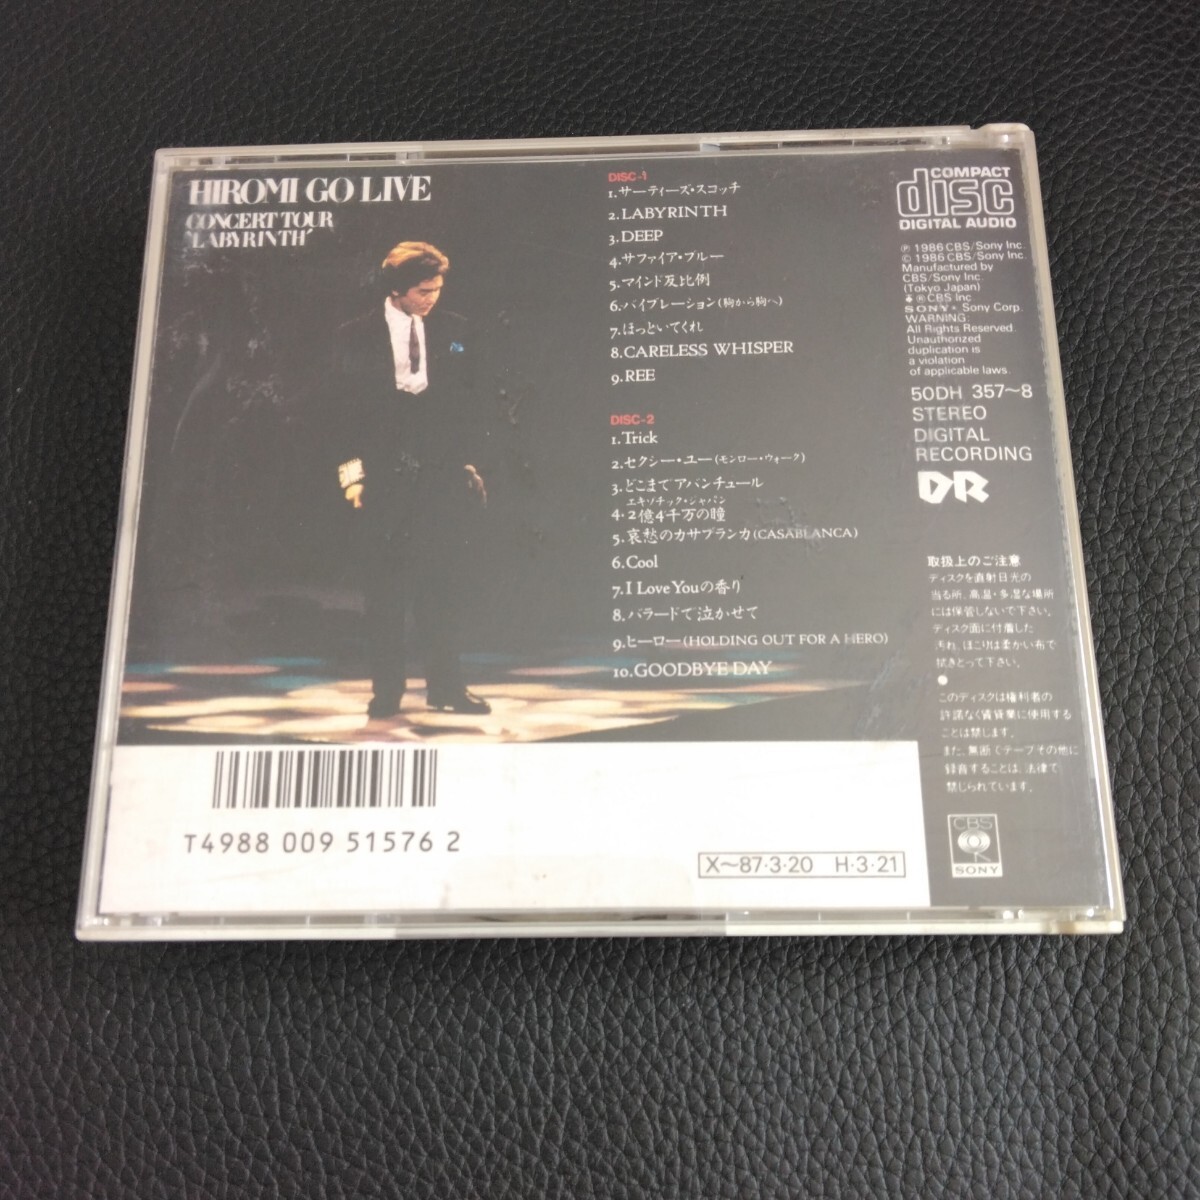 HIROMI GO LIVE
CONCERT TOUR
'LABYRINTH'
DISC-1
1.サーティーズ・スコッチ
2.LABYRINTH
3.DEEP
4.サファイア・ブルー
5.マインド反比例
6.バイブレーション(胸から胸へ)
7.ほっといてくれ
8.CARELESS WHISPER
9.REE
DISC-2
1.Trick
2.セクシー・ユー(モンロー・ウォーク)
3.どこまでアバンチュール
エキゾチック・ジャパン
4.2億4千万の瞳
5.哀愁のカサブランカ(CASABLANCA)
6.Cool
7.I Love Youの香り
8.バラードで泣かせて
9.ヒーロー(HOLDING OUT FOR A HERO)
10.GOODBYE DAY
COMPACT
disc
DIGITAL AUDIO
℗ 1986 CBS/Sony Inc.
© 1986 CBS/Sony Inc.
Manufactured by
CBS/Sony Inc.
(Tokyo Japan)
® CBS Inc
SONY® Sony Corp.
WARNING:
All Rights Reserved.
Unauthorized
duplication is
a violation
of applicable laws.
50DH 357~8
STEREO
DIGITAL
RECORDING
DR
取扱上のご注意
ディスクを直射日光の
当る所、高温・多湿な場所
には保管しないで下さい。
ディスク面に付着した
汚れ、ほこりは柔かい布で
拭きとって下さい。
●
このディスクは権利者の
許諾なく賃貸業に使用する
ことは禁じます。
また、無断でテープその他に
録音することは、法律で
禁じられています。
CBS
SONY
T4988 009 51576 2
X~87・3・20 H・3・21